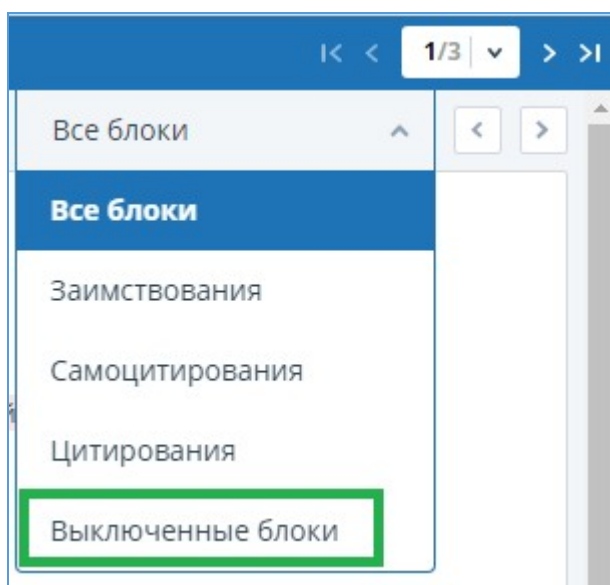 1/3
Все блоки
Все блоки
Заимствования
Самоцитирования
Цитирования
Выключенные блоки